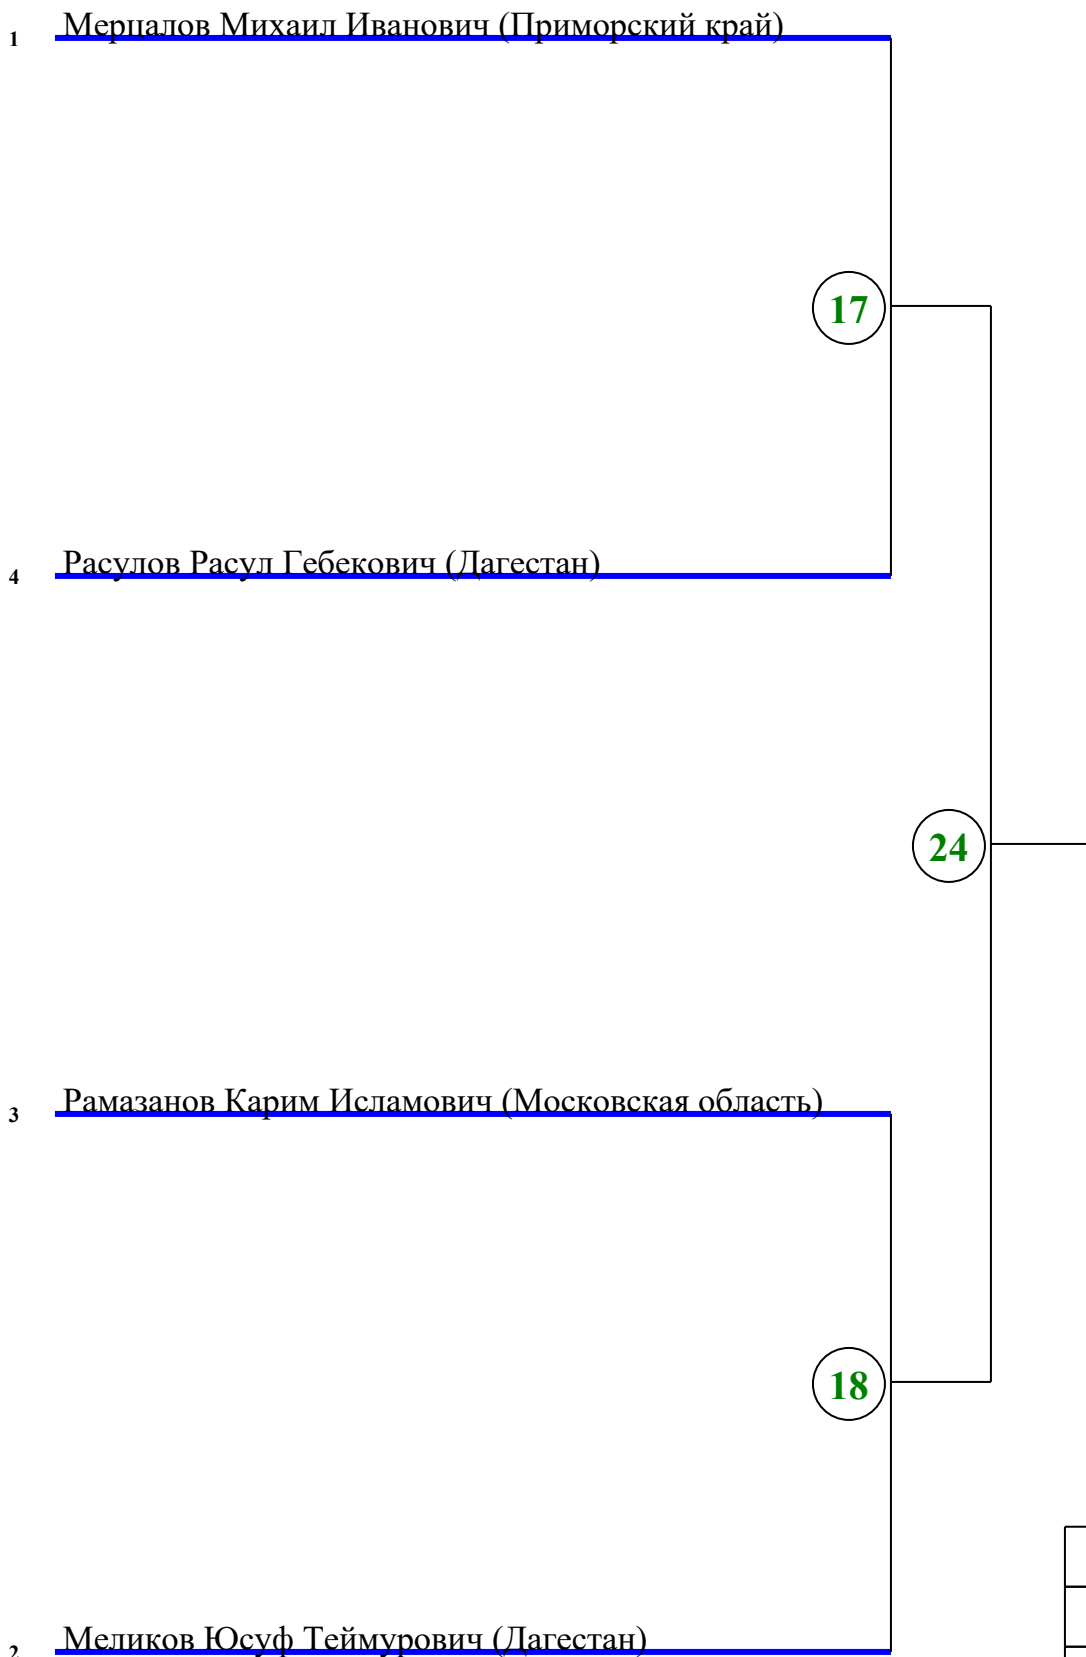 1 Мерцалов Михаил Иванович (Приморский край)
17
4 Расулов Расул Гебекович (Дагестан)
24
3 Рамазанов Карим Исламович (Московская область)
18
2 Меликов Юсуф Теймурович (Дагестан)